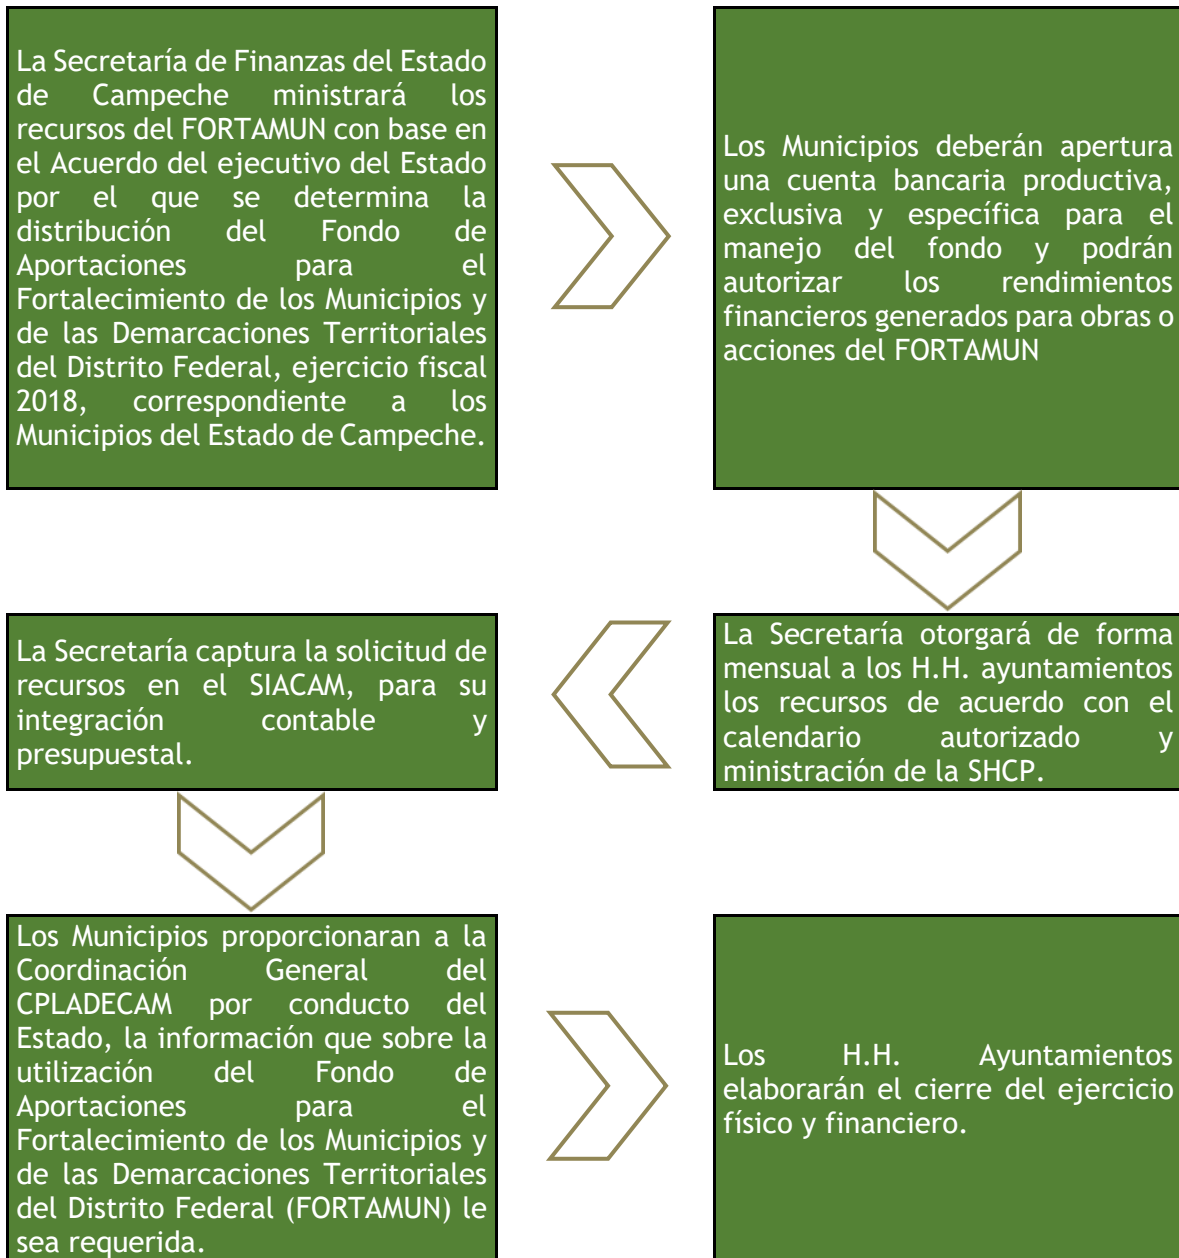 La Secretaría de Finanzas del Estado
de Campeche ministrará los
recursos del FORTAMUN con base en
el Acuerdo del ejecutivo del Estado
por el que se determina la
distribución del Fondo de
Aportaciones para el
Fortalecimiento de los Municipios y
de las Demarcaciones Territoriales
del Distrito Federal, ejercicio fiscal
2018, correspondiente a los
Municipios del Estado de Campeche.
Los Municipios deberán apertura
una cuenta bancaria productiva,
exclusiva y específica para el
manejo del fondo y podrán
autorizar los rendimientos
financieros generados para obras o
acciones del FORTAMUN
La Secretaría otorgará de forma
mensual a los H.H. ayuntamientos
los recursos de acuerdo con el
calendario autorizado y
ministración de la SHCP.
La Secretaría captura la solicitud de
recursos en el SIACAM, para su
integración contable y
presupuestal.
Los Municipios proporcionaran a la
Coordinación General del
CPLADECAM por conducto del
Estado, la información que sobre la
utilización del Fondo de
Aportaciones para el
Fortalecimiento de los Municipios y
de las Demarcaciones Territoriales
del Distrito Federal (FORTAMUN) le
sea requerida.
Los H.H. Ayuntamientos
elaborarán el cierre del ejercicio
físico y financiero.